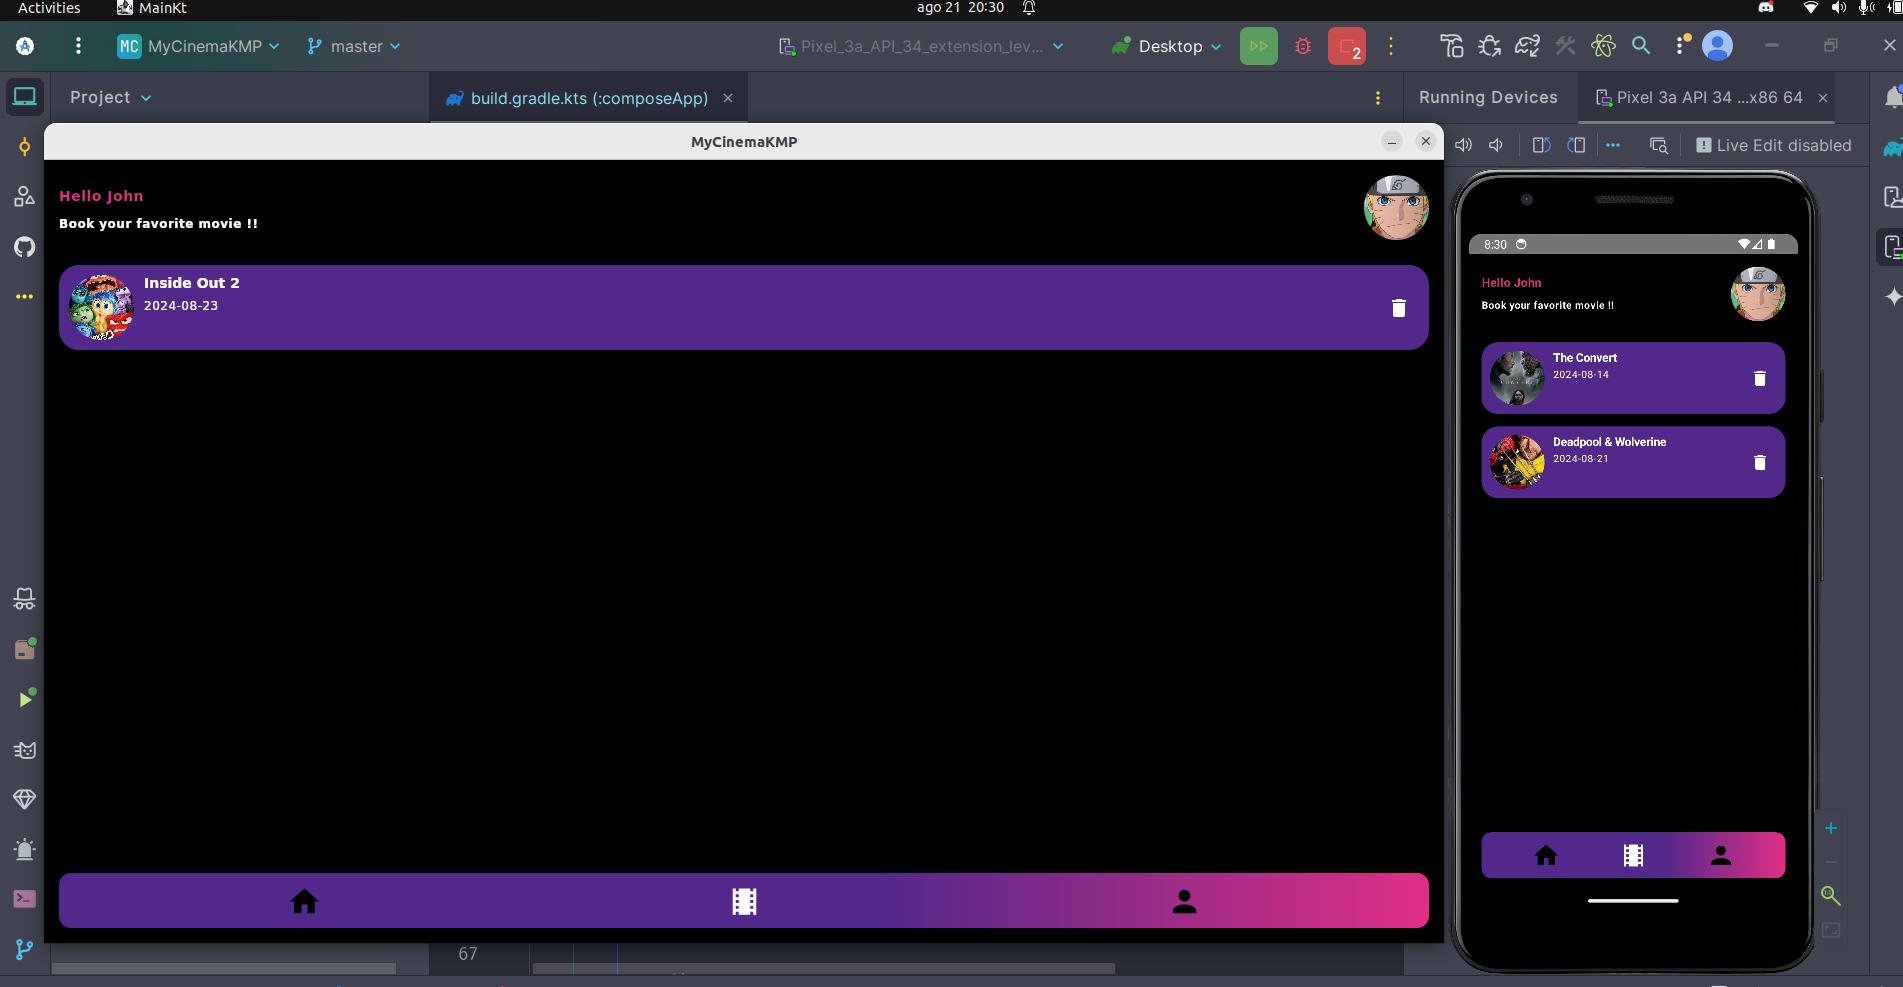 Activities
MainKt
ago 21 20:30
MC MyCinemaKMP
master
Pixel_3a_API_34_extension_lev...
Desktop
2
Project
build.gradle.kts (:composeApp)
Running Devices
Pixel 3a API 34 ...x86 64
Live Edit disabled
MyCinemaKMP
Hello John
Book your favorite movie !!
Inside Out 2
2024-08-23
8:30
Hello John
Book your favorite movie !!
The Convert
2024-08-14
Deadpool & Wolverine
2024-08-21
67